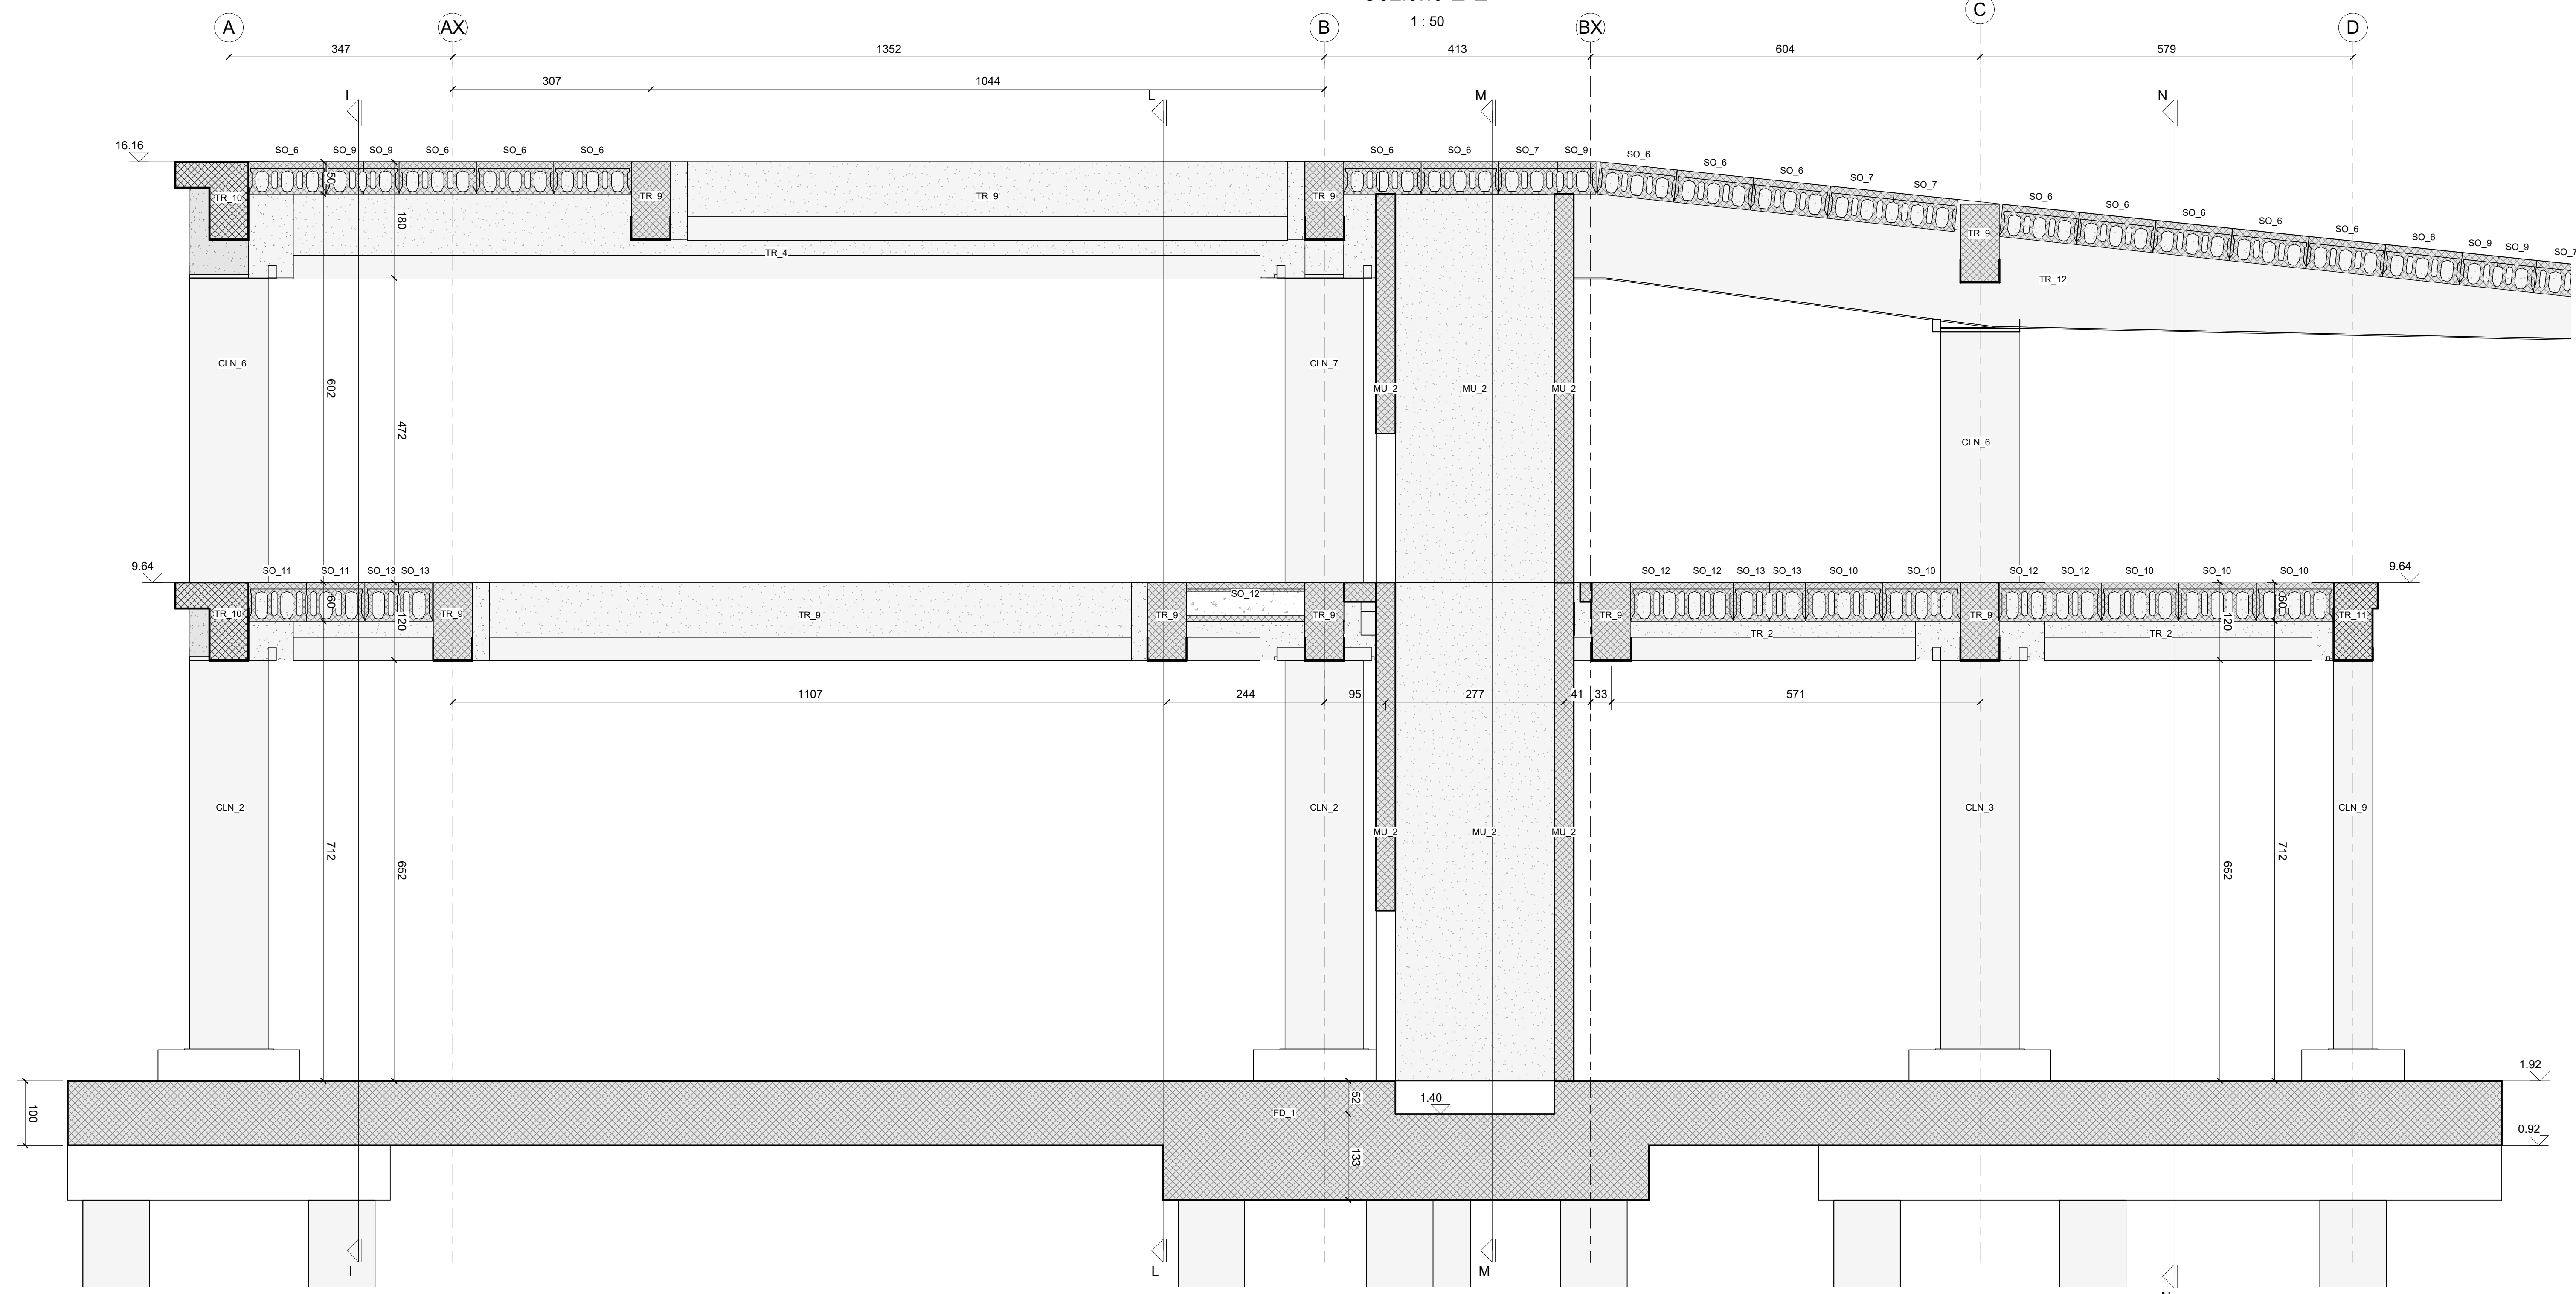 1 : 50
A
AX
B
BX
C
D
347
1352
413
604
579
307
1044
I
L
M
N
16.16
SO_6
SO_9
SO_9
SO_6
SO_6
SO_6
SO_6
SO_6
SO_7
SO_9
SO_6
SO_6
SO_6
SO_7
SO_7
SO_6
SO_6
SO_6
SO_6
SO_6
SO_6
SO_9
SO_9
SO_7
50
180
TR_10
TR_9
TR_9
TR_9
TR_9
TR_4
TR_12
CLN_6
602
472
CLN_7
MU_2
MU_2
MU_2
CLN_6
9.64
SO_11
SO_11
SO_13
SO_13
SO_12
SO_12
SO_12
SO_13
SO_13
SO_10
SO_10
SO_12
SO_12
SO_10
SO_10
SO_10
9.64
60
120
TR_10
TR_9
TR_9
TR_9
TR_9
TR_9
TR_2
TR_9
TR_2
120
60
TR_11
1107
244
95
277
41
33
571
CLN_2
712
652
CLN_2
MU_2
MU_2
MU_2
CLN_3
652
712
CLN_9
1.92
100
52
1.40
FD_1
133
0.92
I
L
M